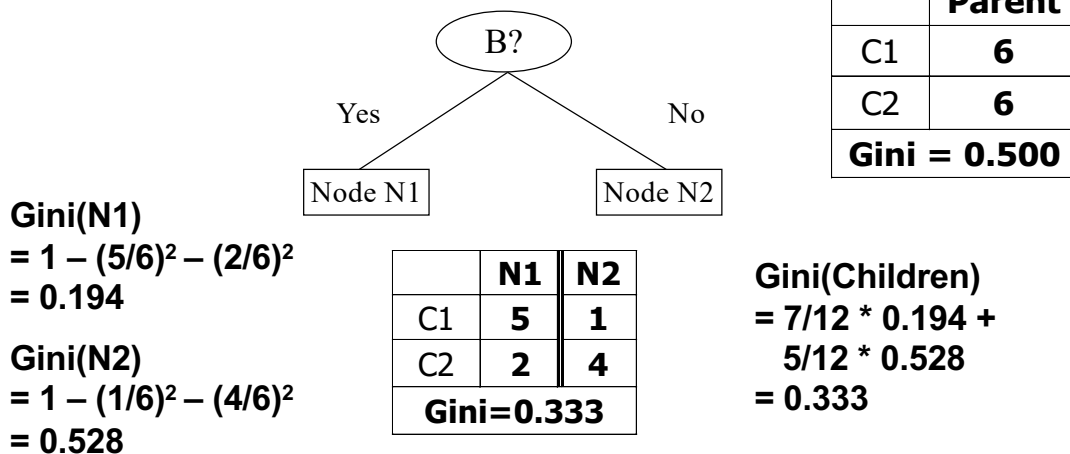 B?
Yes
No
Node N1
Node N2
Parent
C1 6
C2 6
Gini = 0.500
Gini(N1)
= 1 – (5/6)² – (2/6)²
= 0.194
Gini(N2)
= 1 – (1/6)² – (4/6)²
= 0.528
N1 N2
C1 5 1
C2 2 4
Gini=0.333
Gini(Children)
= 7/12 * 0.194 +
5/12 * 0.528
= 0.333